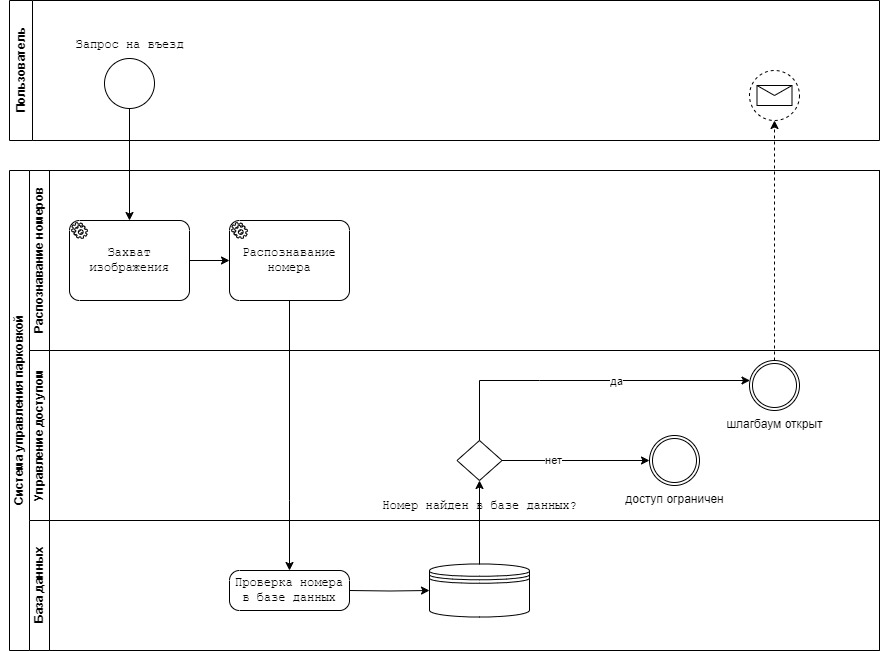 Пользователь
Запрос на въезд
Система управления парковкой
Распознавание номеров
Захват
изображения
Распознавание
номера
Управление доступом
да
шлагбаум открыт
нет
доступ ограничен
Номер найден в базе данных?
База данных
Проверка номера
в базе данных